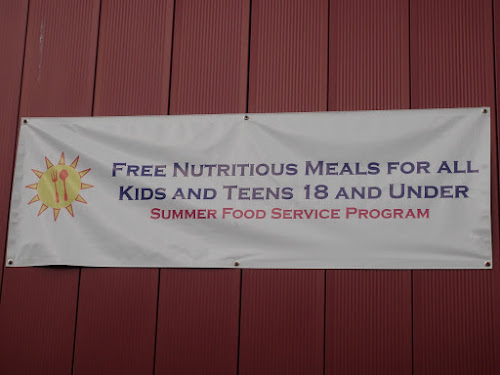 Free Nutritious Meals for all
Kids and Teens 18 and Under
Summer Food Service Program